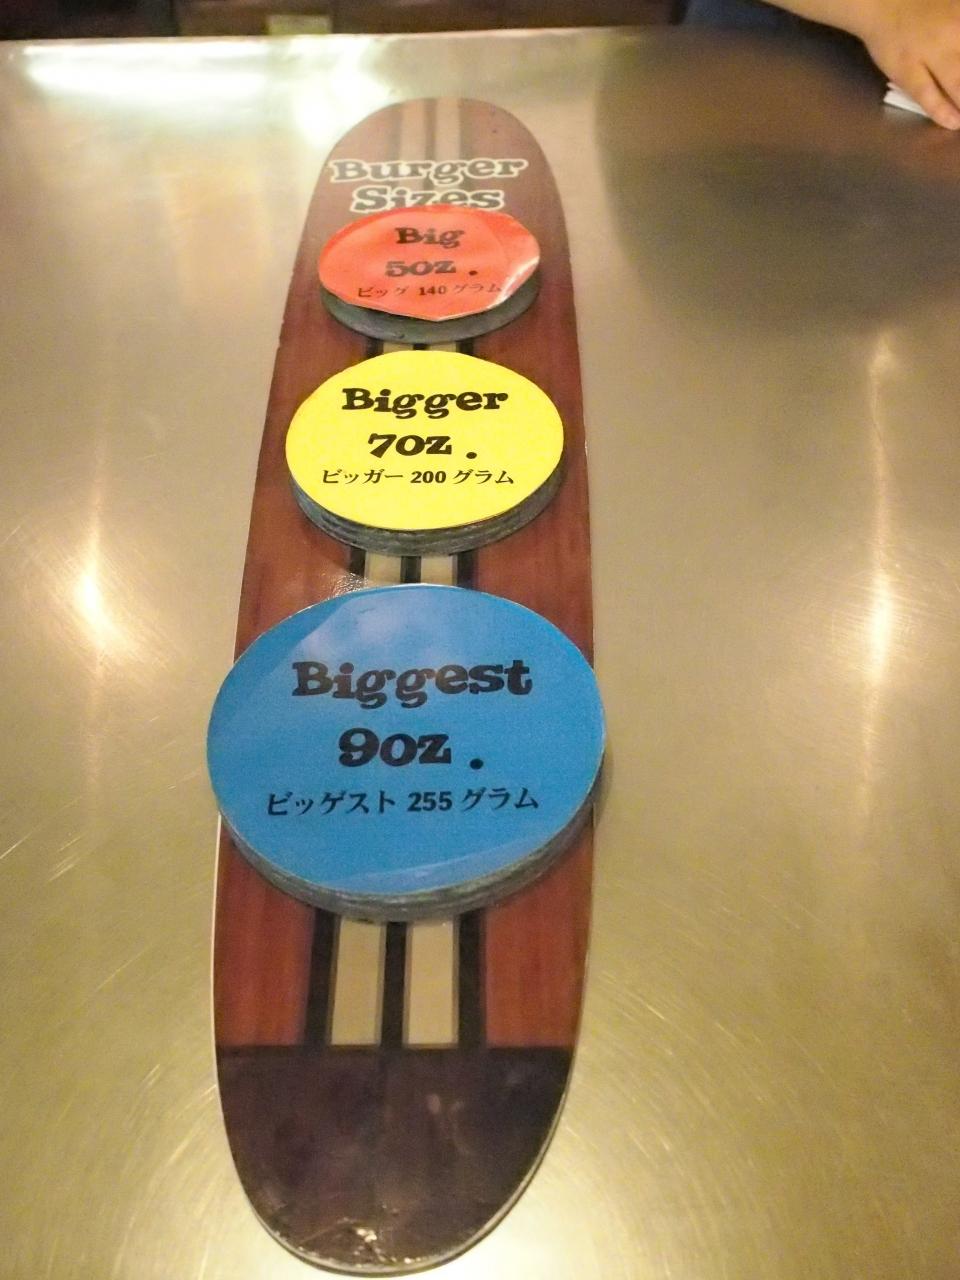 Burger
Sizes
Big
5oz.
ビッグ 140 グラム
Bigger
7oz.
ビッガー 200 グラム
Biggest
9oz.
ビッゲスト 255 グラム